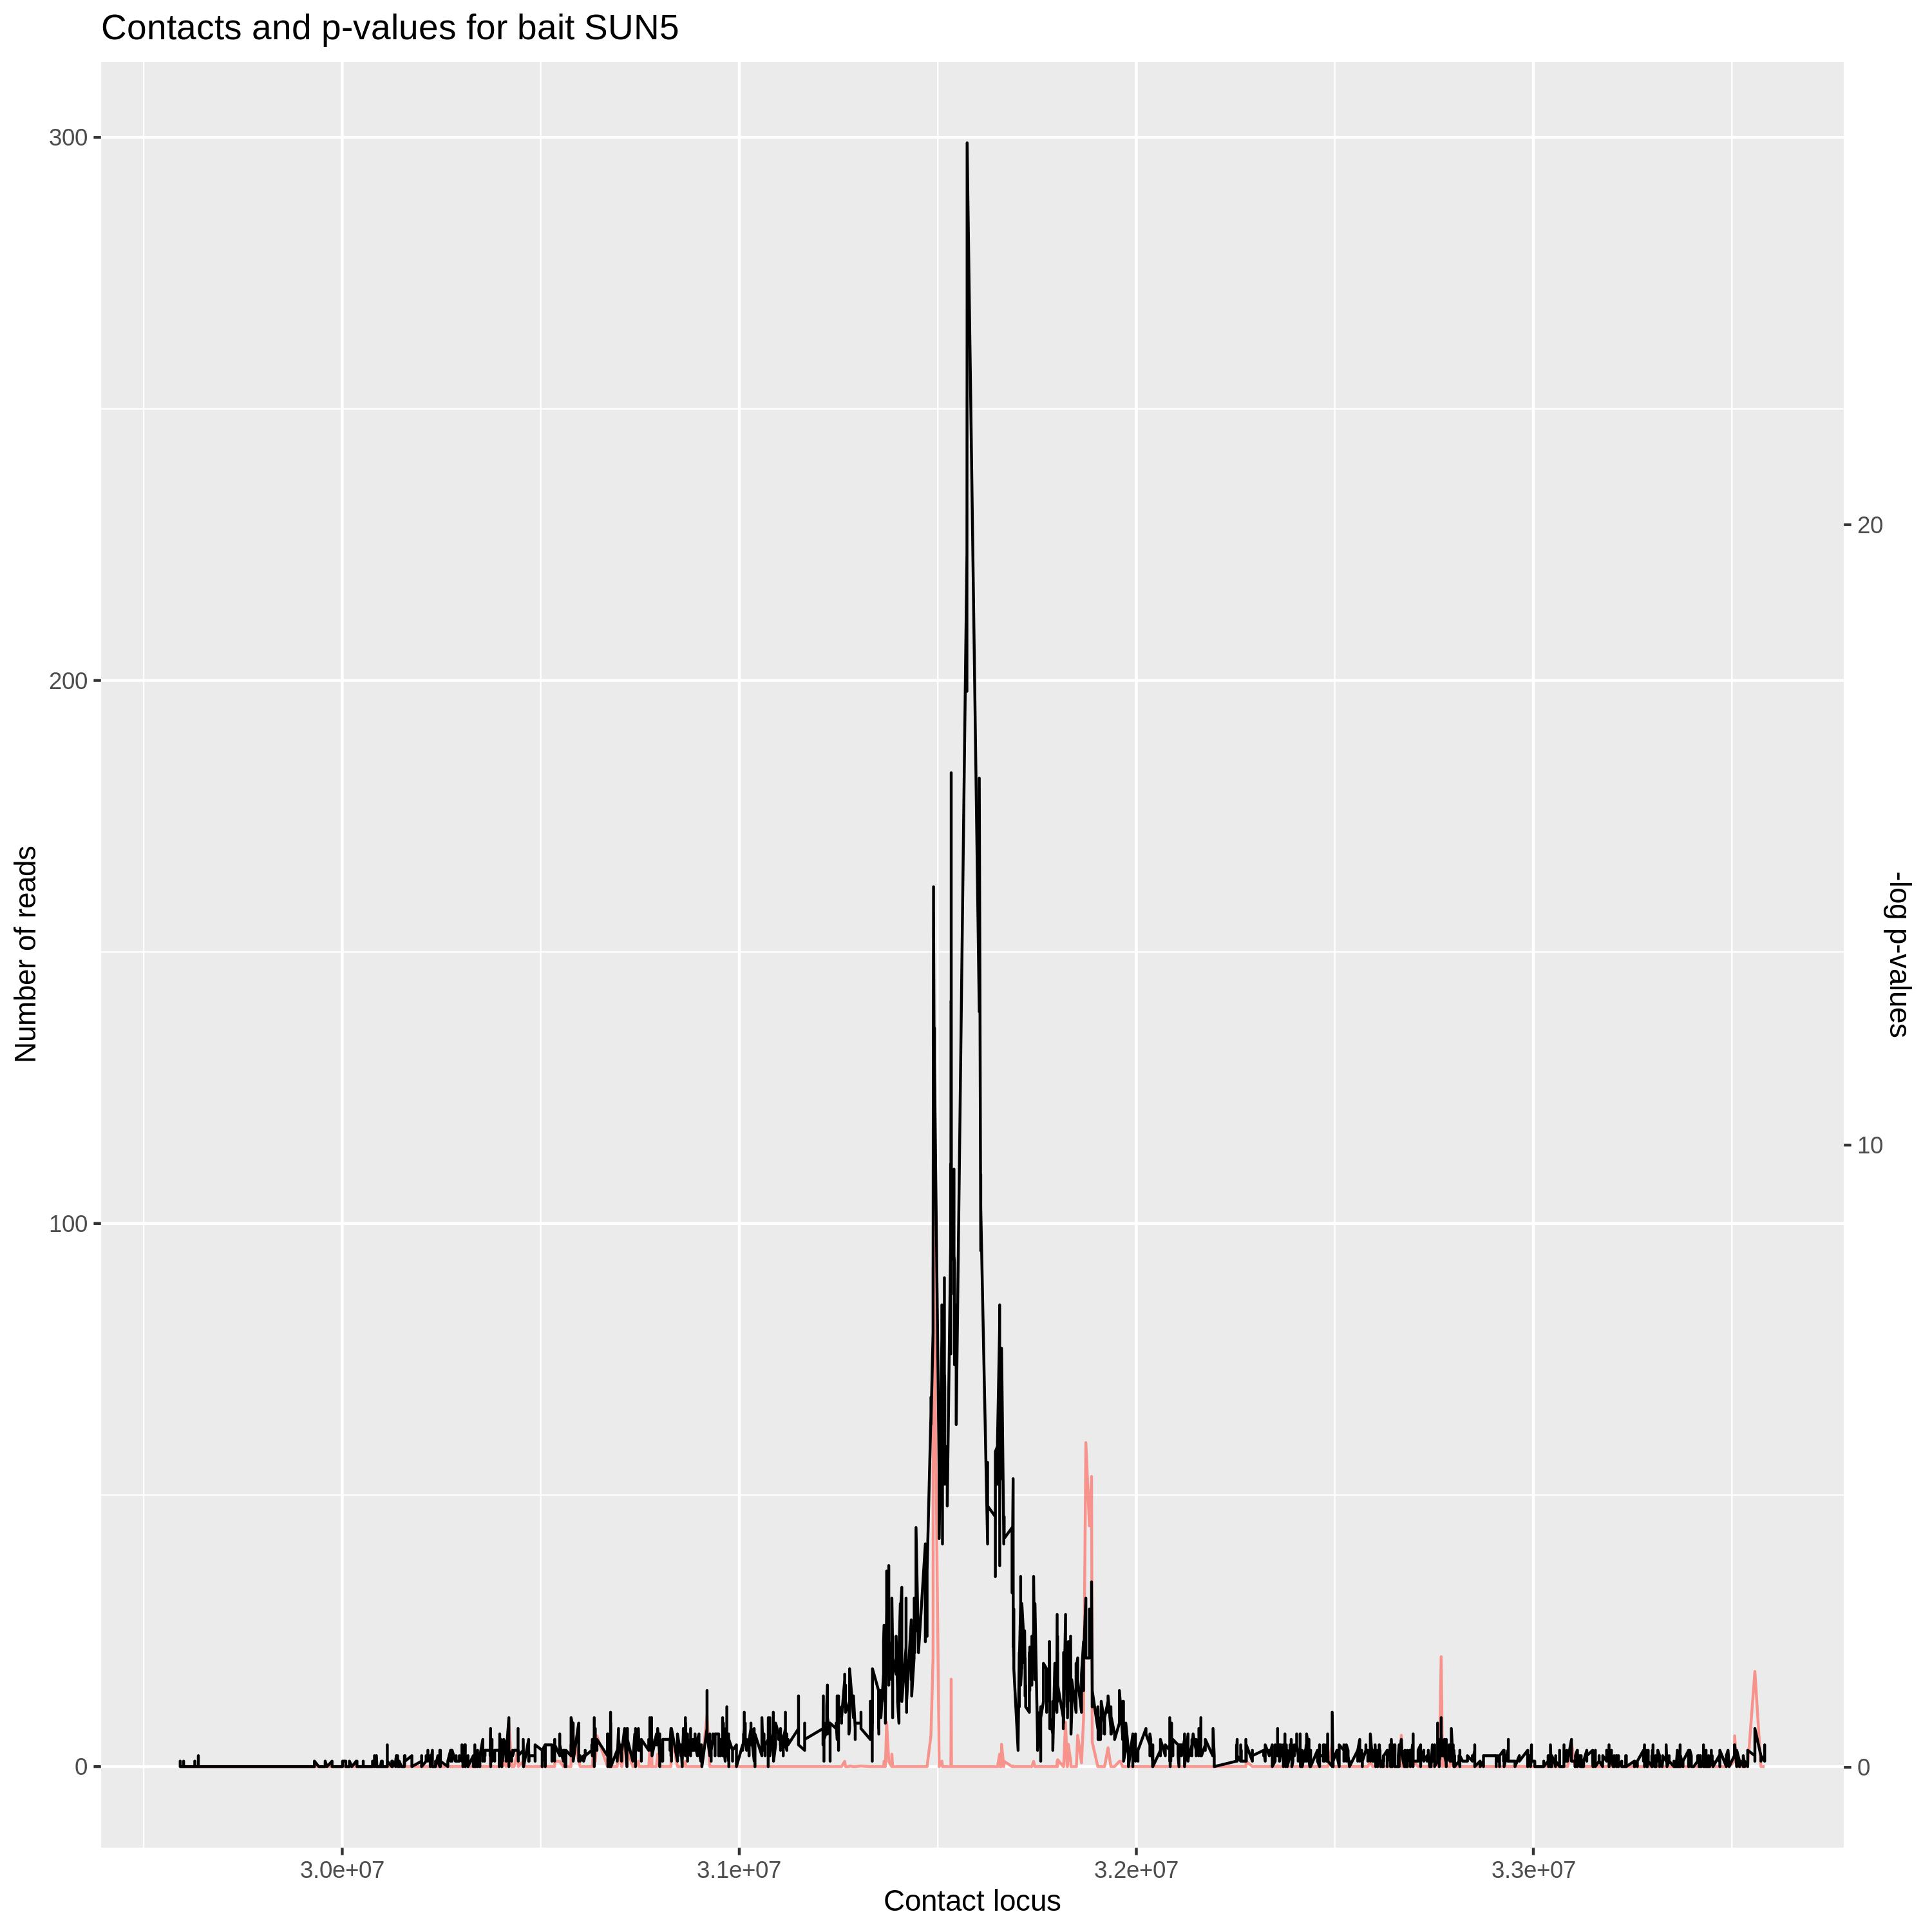 Contacts and p-values for bait SUN5
300
200
100
0
Number of reads
20
10
0
-log p-values
3.0e+07
3.1e+07
3.2e+07
3.3e+07
Contact locus